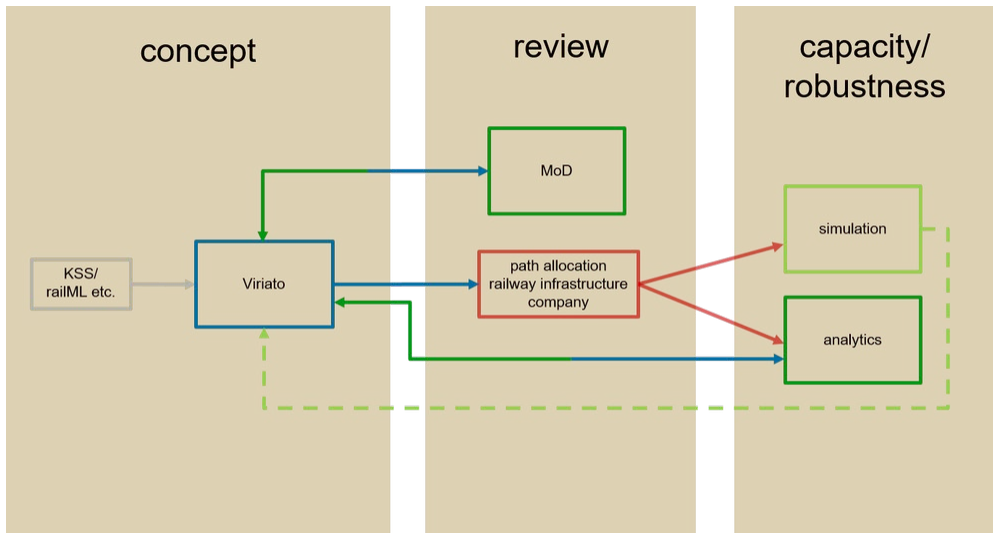 concept
review
capacity/
robustness
MoD
simulation
KSS/
railML etc.
Viriato
path allocation
railway infrastructure
company
analytics